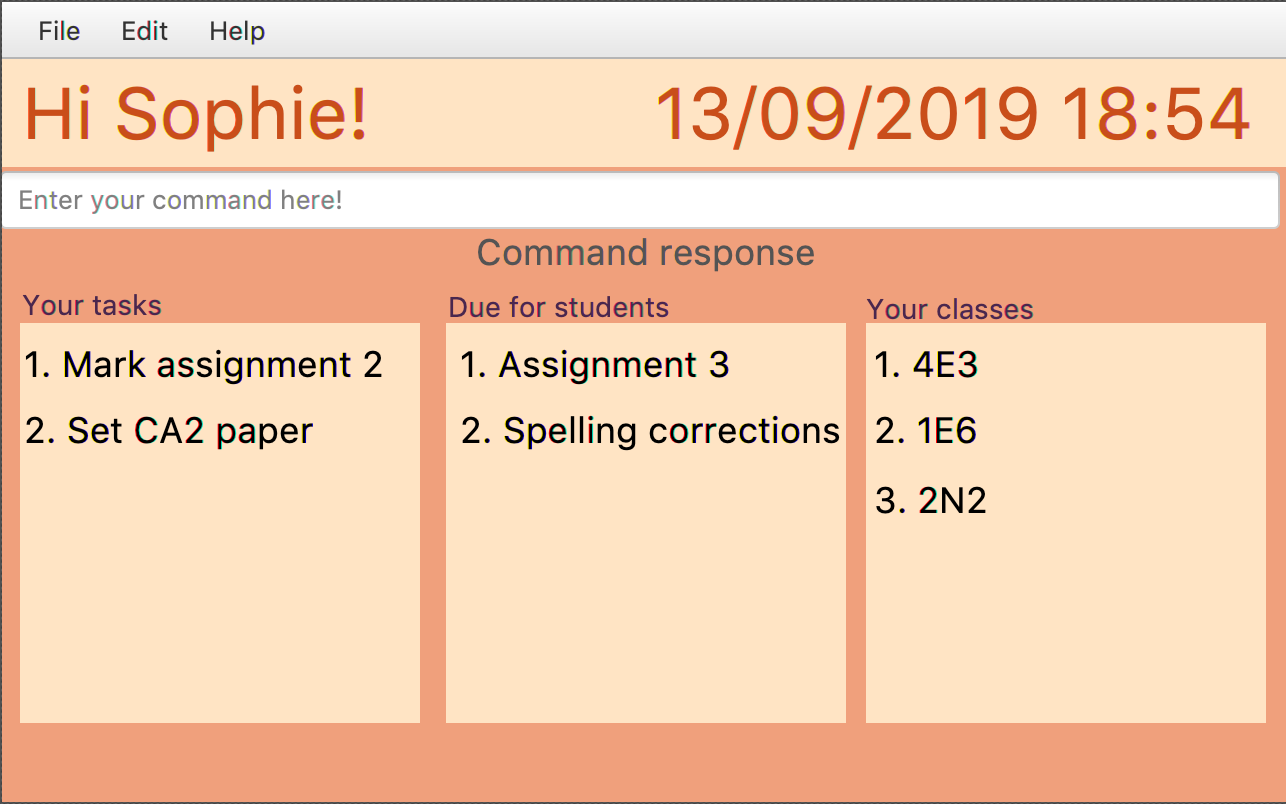 File Edit Help
Hi Sophie! 13/09/2019 18:54
Enter your command here!
Command response
Your tasks
1. Mark assignment 2
2. Set CA2 paper
Due for students
1. Assignment 3
2. Spelling corrections
Your classes
1. 4E3
2. 1E6
3. 2N2